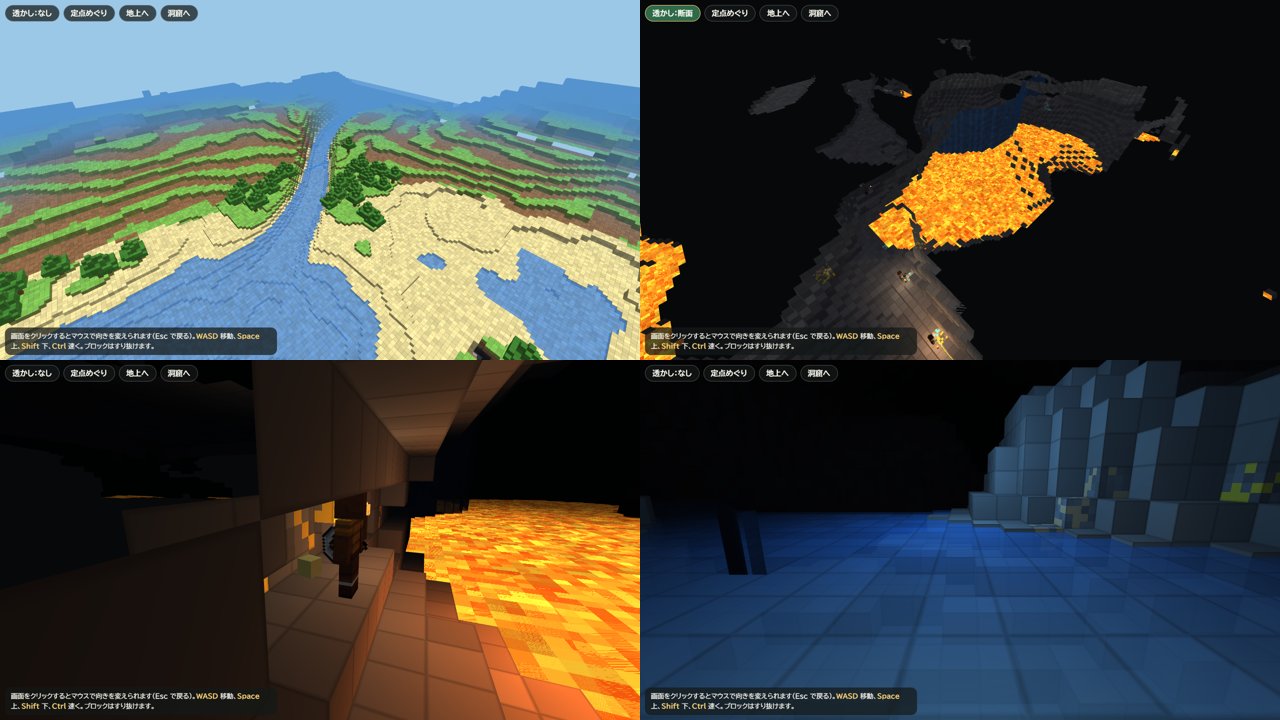 透かし:なし 定点めぐり 地上へ 洞窟へ
画面をクリックするとマウスで向きを変えられます(Esc で戻る)。WASD 移動、Space
上、Shift 下、Ctrl 速く。ブロックはすり抜けます。
透かし:断面 定点めぐり 地上へ 洞窟へ
画面をクリックするとマウスで向きを変えられます(Esc で戻る)。WASD 移動、Space
上、Shift 下、Ctrl 速く。ブロックはすり抜けます。
透かし:なし 定点めぐり 地上へ 洞窟へ
画面をクリックするとマウスで向きを変えられます(Esc で戻る)。WASD 移動、Space
上、Shift 下、Ctrl 速く。ブロックはすり抜けます。
透かし:なし 定点めぐり 地上へ 洞窟へ
画面をクリックするとマウスで向きを変えられます(Esc で戻る)。WASD 移動、Space
上、Shift 下、Ctrl 速く。ブロックはすり抜けます。